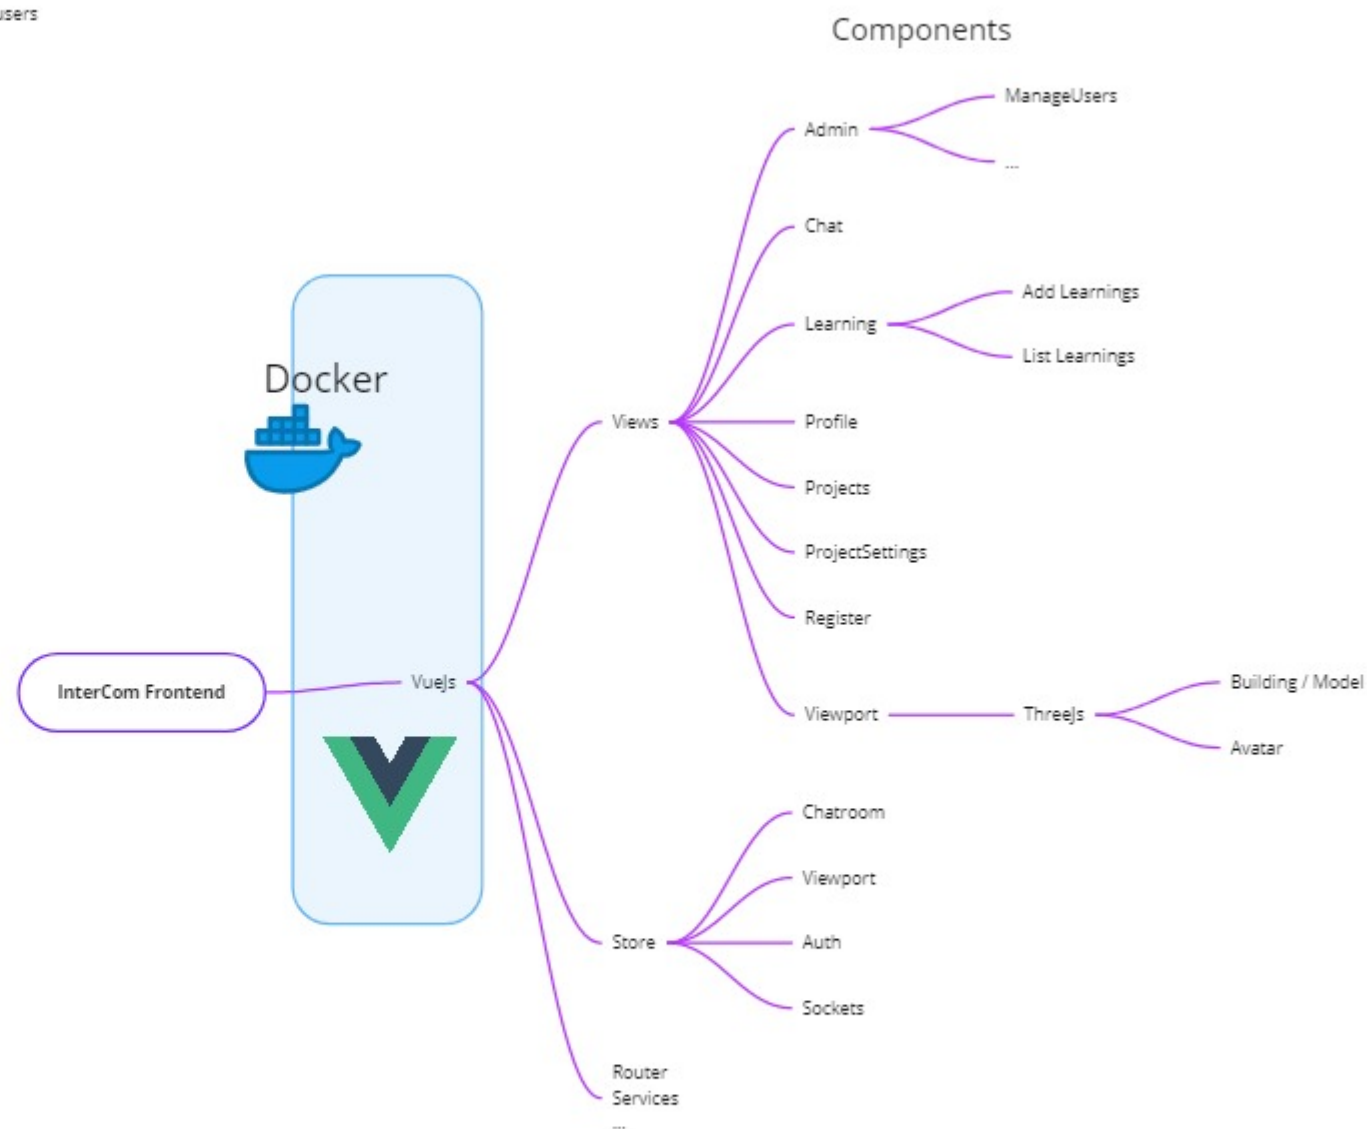 users
Components
ManageUsers
Admin
...
Chat
Add Learnings
Learning
List Learnings
Docker
Views
Profile
Projects
ProjectSettings
Register
InterCom Frontend
VueJs
Viewport
ThreeJs
Building / Model
Avatar
Chatroom
Viewport
Store
Auth
Sockets
Router
Services
...